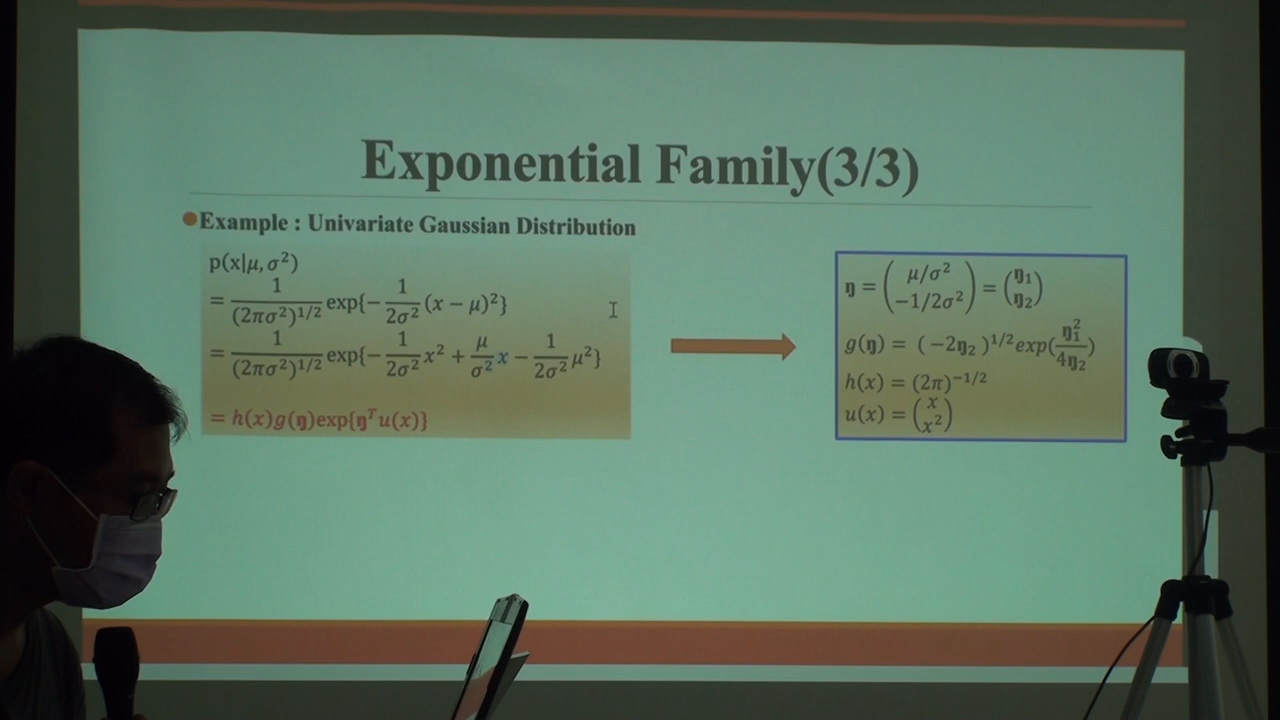 Exponential Family(3/3)
Example : Univariate Gaussian Distribution
p(x|μ, σ²)
= 1/(2πσ²)^{1/2} exp{−1/2σ² (x − μ)²}
= 1/(2πσ²)^{1/2} exp{−1/2σ² x² + μ/σ² x − 1/2σ² μ²}
= h(x)g(η)exp{η^T u(x)}
η = (μ/σ² −1/2σ²) = (η₁ η₂)
g(η) = (−2η₂)^{1/2} exp(η₁²/4η₂)
h(x) = (2π)^{−1/2}
u(x) = (x x²)